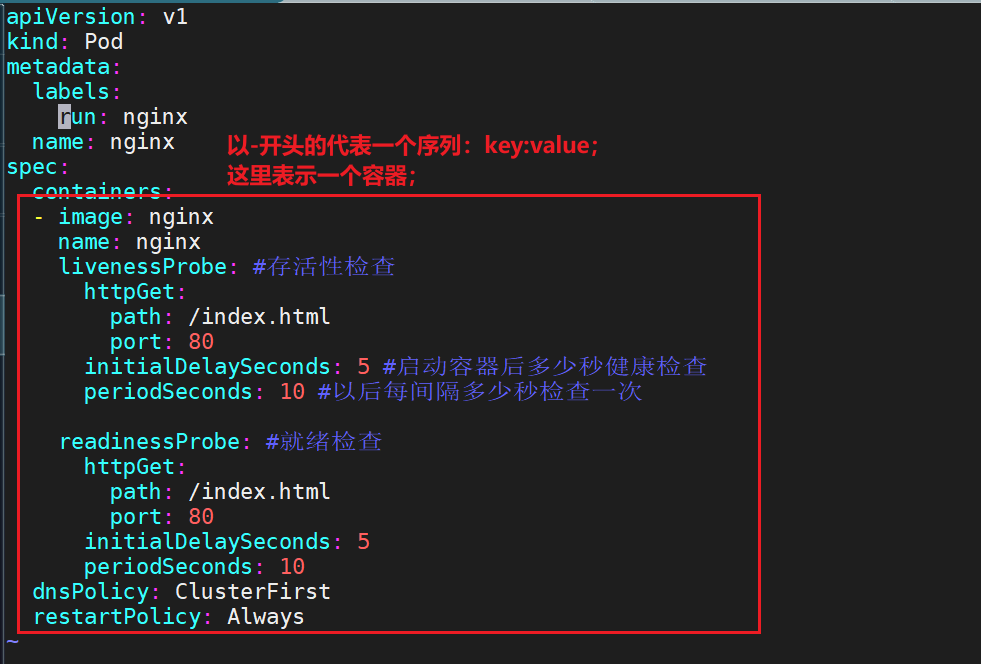 apiVersion: v1
kind: Pod
metadata:
  labels:
    run: nginx
  name: nginx
以-开头的代表一个序列：key:value；
这里表示一个容器；
spec:
  containers:
  - image: nginx
    name: nginx
    livenessProbe: #存活性检查
      httpGet:
        path: /index.html
        port: 80
      initialDelaySeconds: 5 #启动容器后多少秒健康检查
      periodSeconds: 10 #以后每间隔多少秒检查一次
    readinessProbe: #就绪检查
      httpGet:
        path: /index.html
        port: 80
      initialDelaySeconds: 5
      periodSeconds: 10
  dnsPolicy: ClusterFirst
  restartPolicy: Always
~